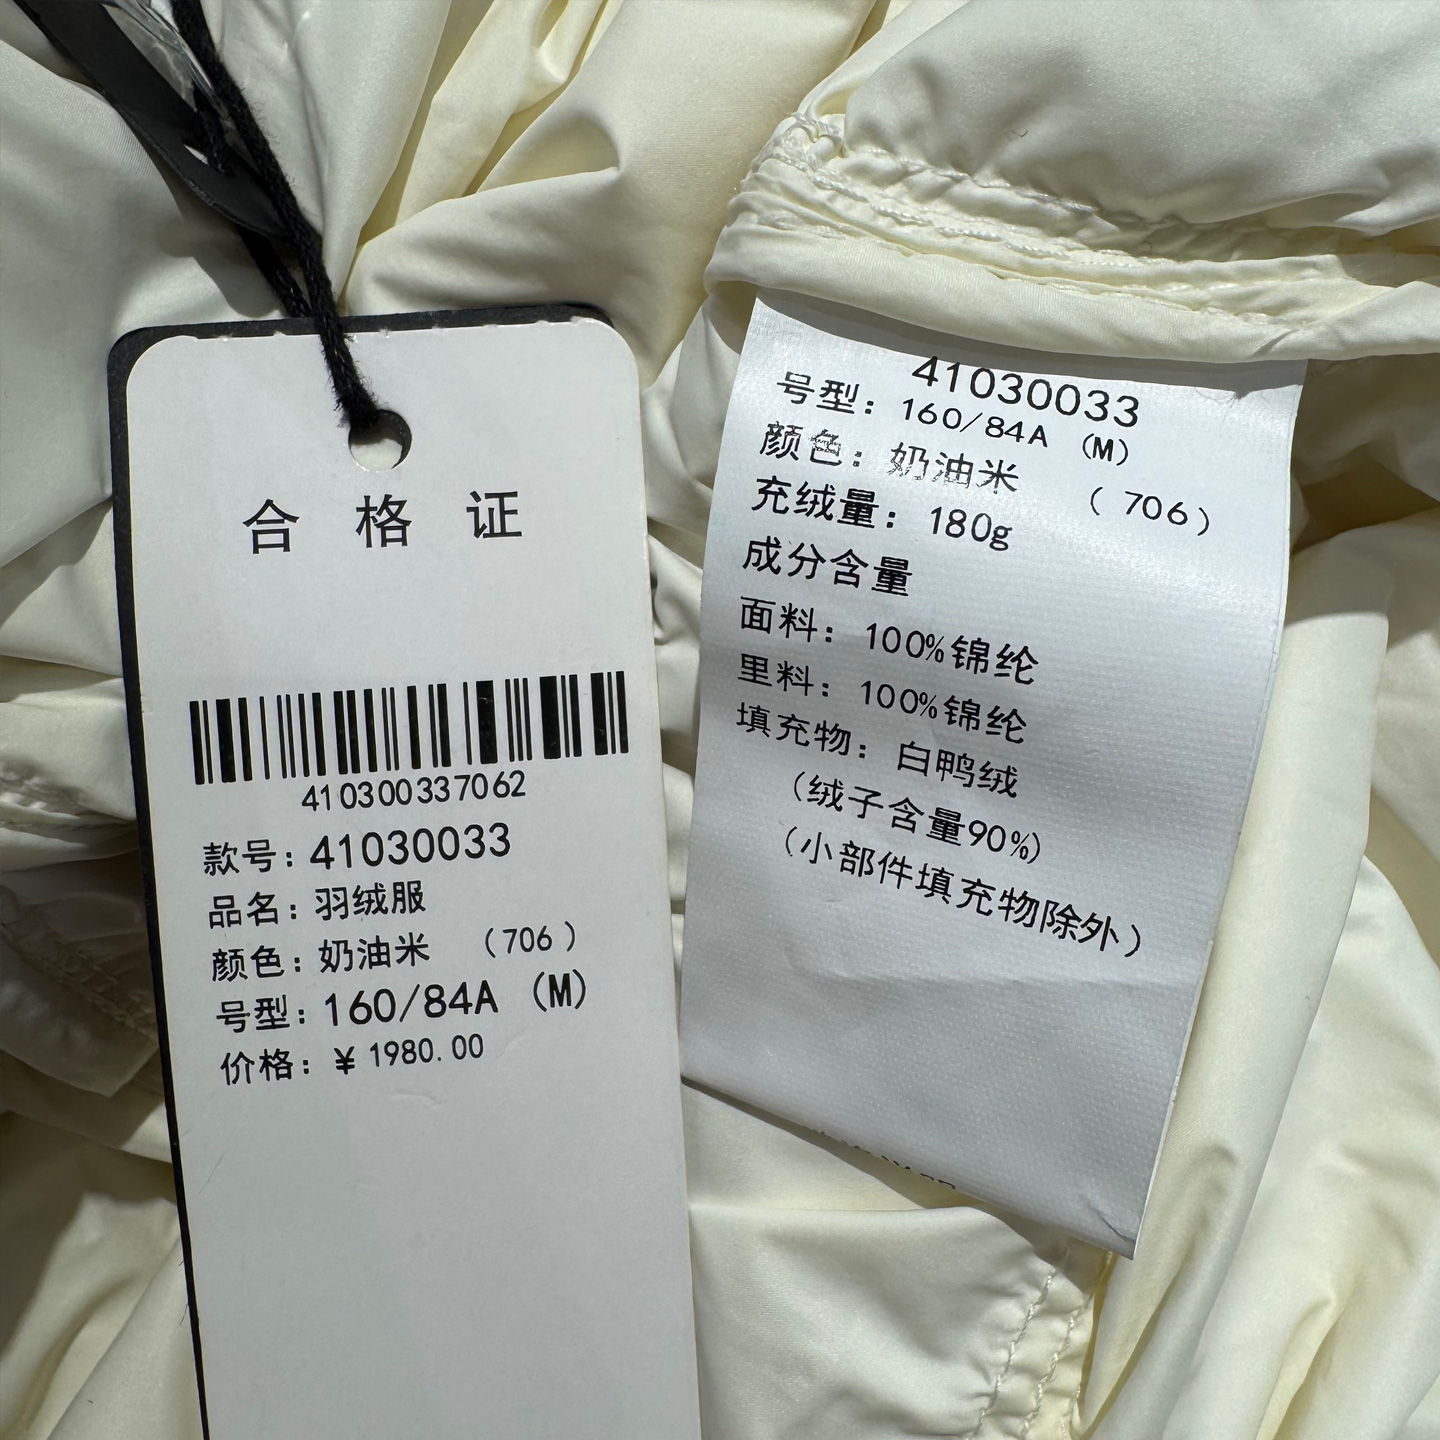 合格证
410300337062
款号：41030033
品名：羽绒服
颜色：奶油米 （706）
号型：160/84A （M）
价格：￥1980.00
41030033
号型：160/84A （M）
颜色：奶油米 （706）
充绒量：180g
成分含量
面料：100%锦纶
里料：100%锦纶
填充物：白鸭绒
（绒子含量90%）
（小部件填充物除外）